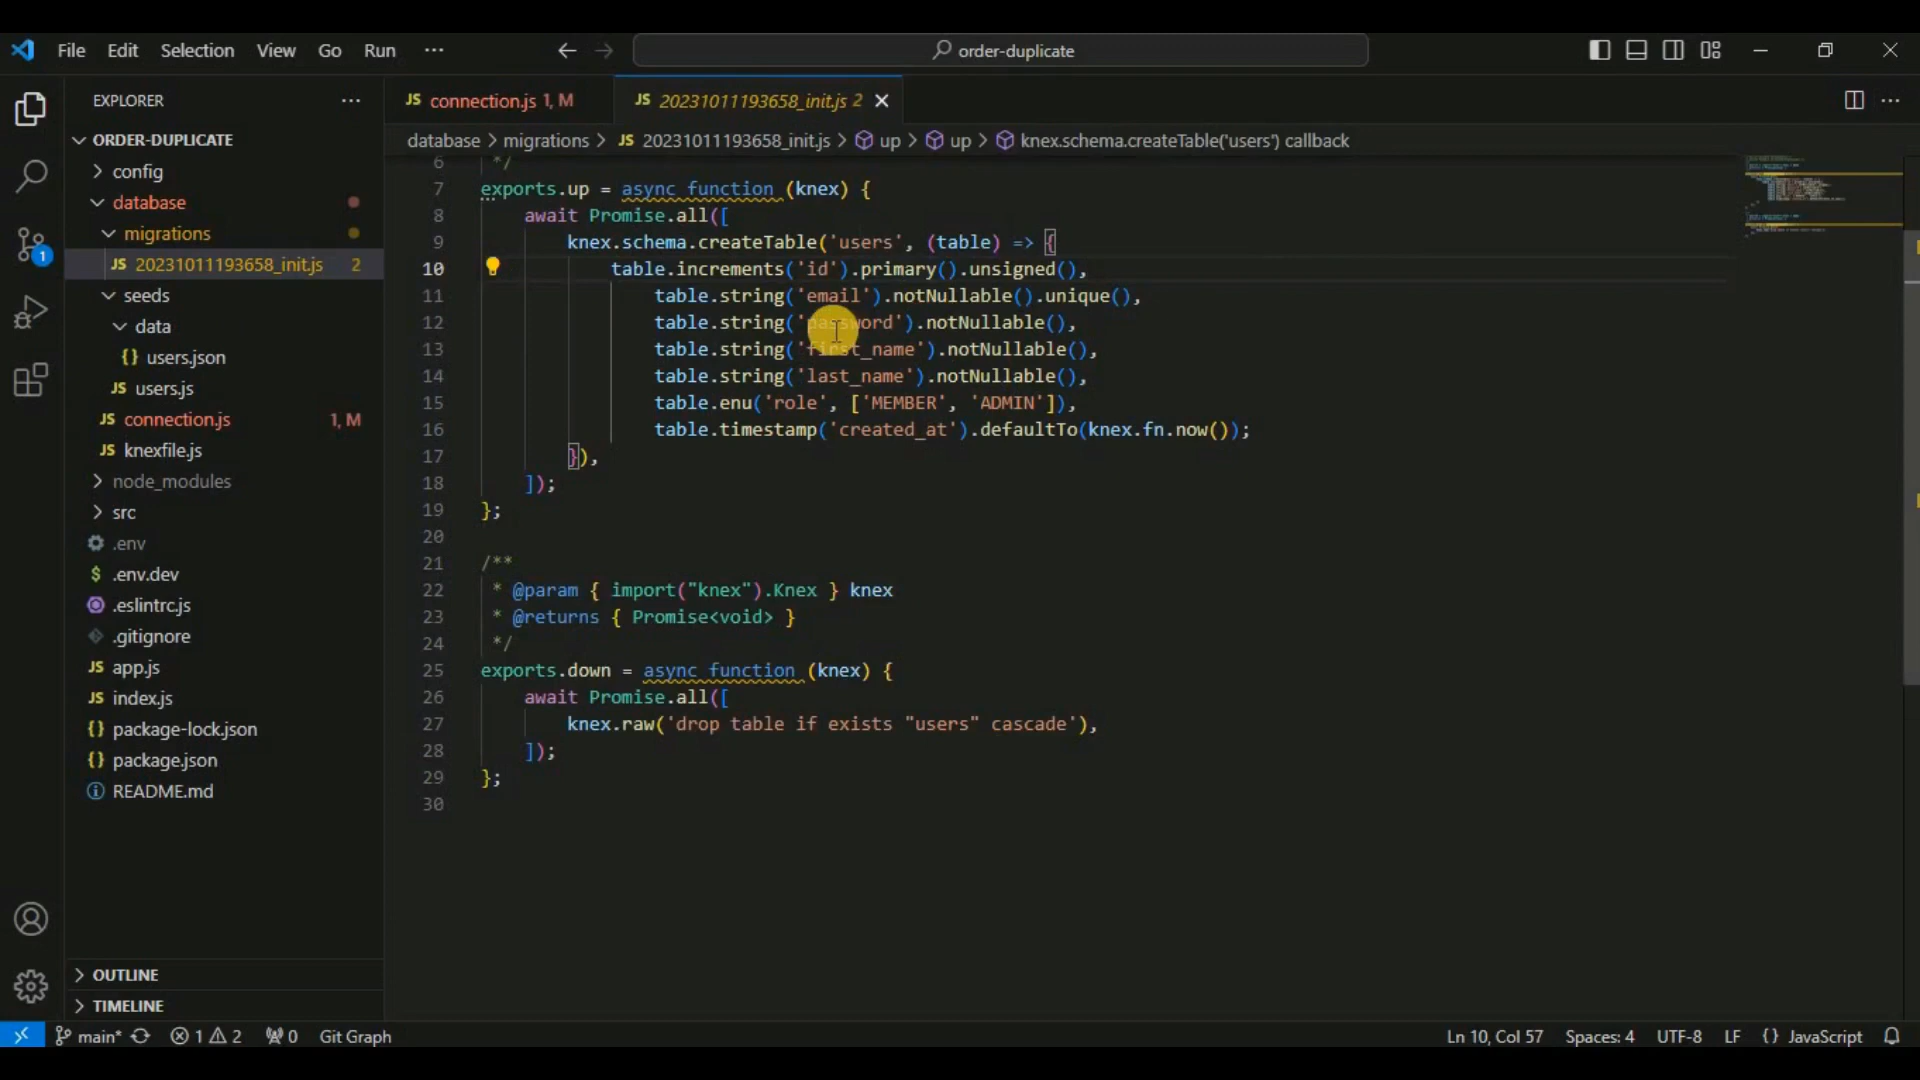 File Edit Selection View Go Run ··· order-duplicate
EXPLORER ···
JS connection.js 1, M JS 20231011193658_init.js 2
ORDER-DUPLICATE
database > migrations > JS 20231011193658_init.js > up > up > knex.schema.createTable('users') callback
config
database
migrations
JS 20231011193658_init.js 2
seeds
data
{} users.json
JS users.js
JS connection.js 1, M
JS knexfile.js
node_modules
src
.env
$ .env.dev
.eslintrc.js
.gitignore
JS app.js
JS index.js
{} package-lock.json
{} package.json
README.md
OUTLINE
TIMELINE
6 */
7 exports.up = async function (knex) {
8 await Promise.all([
9 knex.schema.createTable('users', (table) => {
10 table.increments('id').primary().unsigned(),
11 table.string('email').notNullable().unique(),
12 table.string('password').notNullable(),
13 table.string('first_name').notNullable(),
14 table.string('last_name').notNullable(),
15 table.enu('role', ['MEMBER', 'ADMIN']),
16 table.timestamp('created_at').defaultTo(knex.fn.now());
17 }),
18 ]);
19 };
20
21 /**
22 * @param { import("knex").Knex } knex
23 * @returns { Promise<void> }
24 */
25 exports.down = async function (knex) {
26 await Promise.all([
27 knex.raw('drop table if exists "users" cascade'),
28 ]);
29 };
30
1
main* 1 2 0 Git Graph Ln 10, Col 57 Spaces: 4 UTF-8 LF {} JavaScript